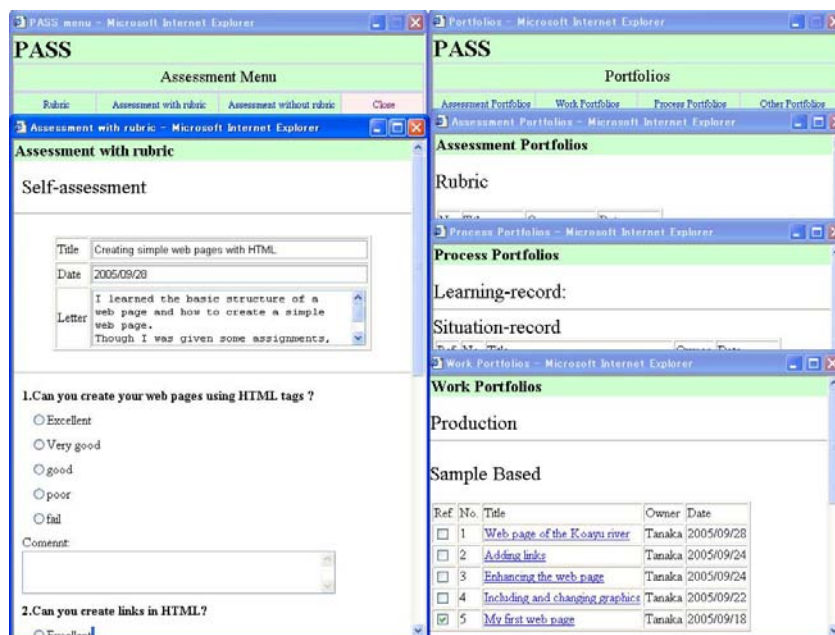 PASS menu - Microsoft Internet Explorer
PASS
Assessment Menu
Rubric Assessment with rubric Assessment without rubric Close
Assessment with rubric - Microsoft Internet Explorer
Assessment with rubric
Self-assessment
Title Creating simple web pages with HTML
Date 2005/09/28
Letter I learned the basic structure of a
web page and how to create a simple
web page.
Though I was given some assignments,
1.Can you create your web pages using HTML tags ?
Excellent
Very good
good
poor
fail
Comennt:
2.Can you create links in HTML?
Excellent
Portfolios - Microsoft Internet Explorer
PASS
Portfolios
Assessment Portfolios Work Portfolios Process Portfolios Other Portfolios
Assessment Portfolios - Microsoft Internet Explorer
Assessment Portfolios
Rubric
No. Title Owner Date
Process Portfolios - Microsoft Internet Explorer
Process Portfolios
Learning-record:
Situation-record
Ref No. Title Owner Date
Work Portfolios - Microsoft Internet Explorer
Work Portfolios
Production
Sample Based
Ref No. Title Owner Date
1 Web page of the Koayu river Tanaka 2005/09/28
2 Adding links Tanaka 2005/09/24
3 Enhancing the web page Tanaka 2005/09/24
4 Including and changing graphics Tanaka 2005/09/22
5 My first web page Tanaka 2005/09/18